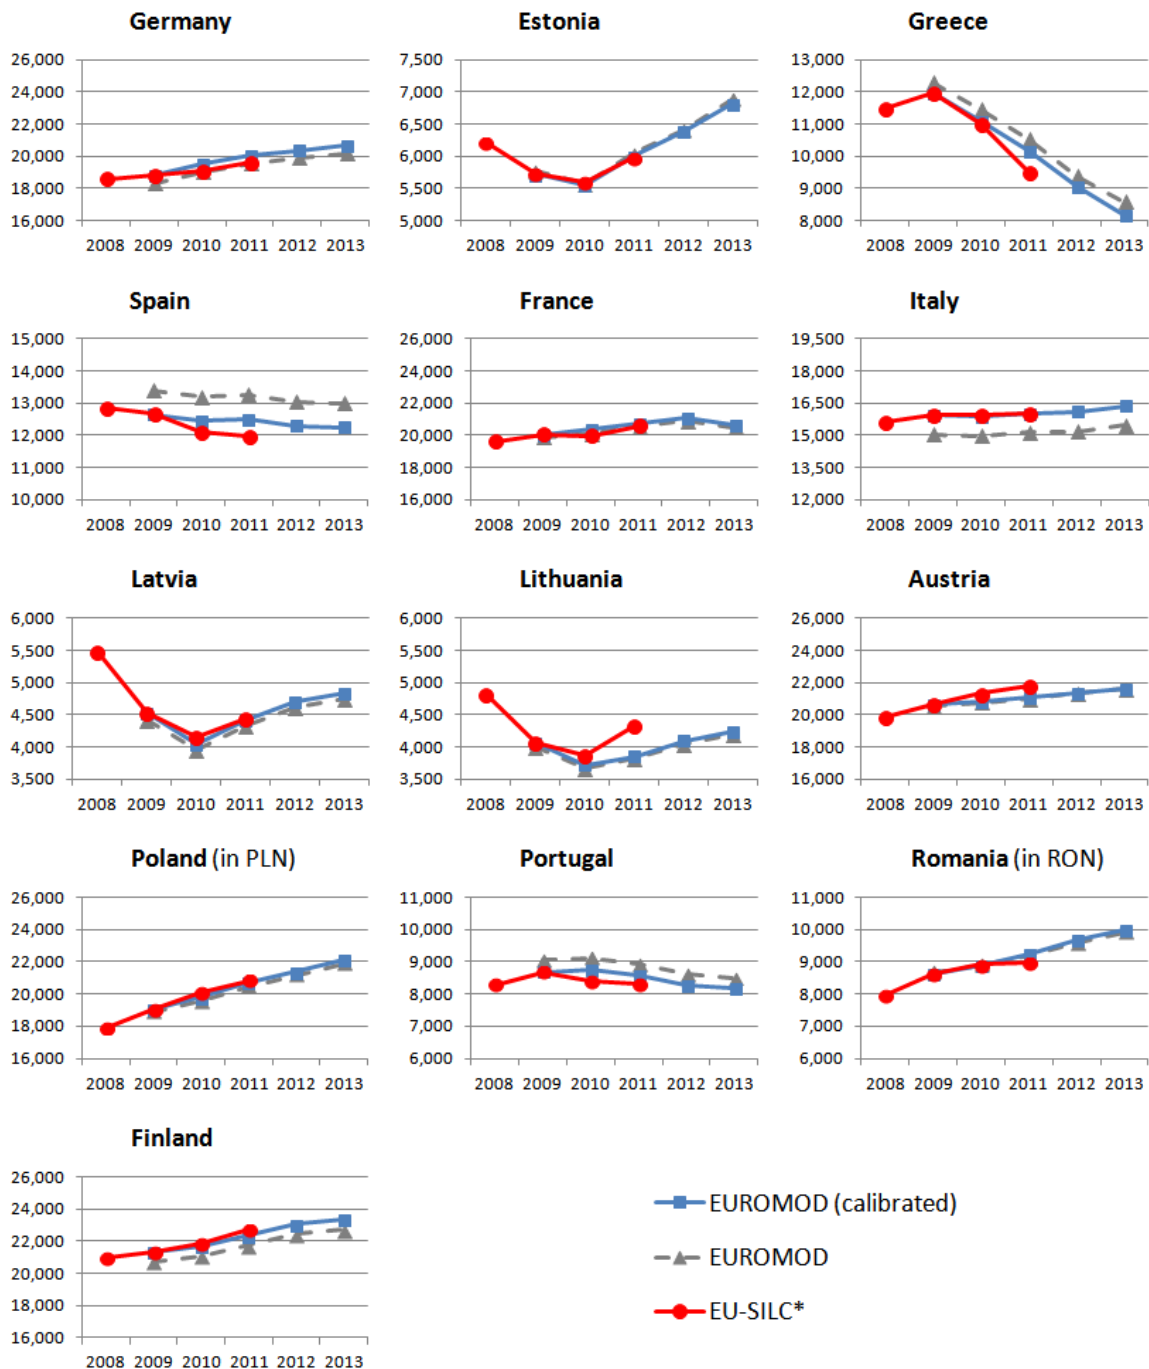 Germany
26,000
24,000
22,000
20,000
18,000
16,000
2008 2009 2010 2011 2012 2013
Estonia
7,500
7,000
6,500
6,000
5,500
5,000
2008 2009 2010 2011 2012 2013
Greece
13,000
12,000
11,000
10,000
9,000
8,000
2008 2009 2010 2011 2012 2013
Spain
15,000
14,000
13,000
12,000
11,000
10,000
2008 2009 2010 2011 2012 2013
France
26,000
24,000
22,000
20,000
18,000
16,000
2008 2009 2010 2011 2012 2013
Italy
19,500
18,000
16,500
15,000
13,500
12,000
2008 2009 2010 2011 2012 2013
Latvia
6,000
5,500
5,000
4,500
4,000
3,500
2008 2009 2010 2011 2012 2013
Lithuania
6,000
5,500
5,000
4,500
4,000
3,500
2008 2009 2010 2011 2012 2013
Austria
26,000
24,000
22,000
20,000
18,000
16,000
2008 2009 2010 2011 2012 2013
Poland (in PLN)
26,000
24,000
22,000
20,000
18,000
16,000
2008 2009 2010 2011 2012 2013
Portugal
11,000
10,000
9,000
8,000
7,000
6,000
2008 2009 2010 2011 2012 2013
Romania (in RON)
11,000
10,000
9,000
8,000
7,000
6,000
2008 2009 2010 2011 2012 2013
Finland
26,000
24,000
22,000
20,000
18,000
16,000
2008 2009 2010 2011 2012 2013
EUROMOD (calibrated)
EUROMOD
EU-SILC*